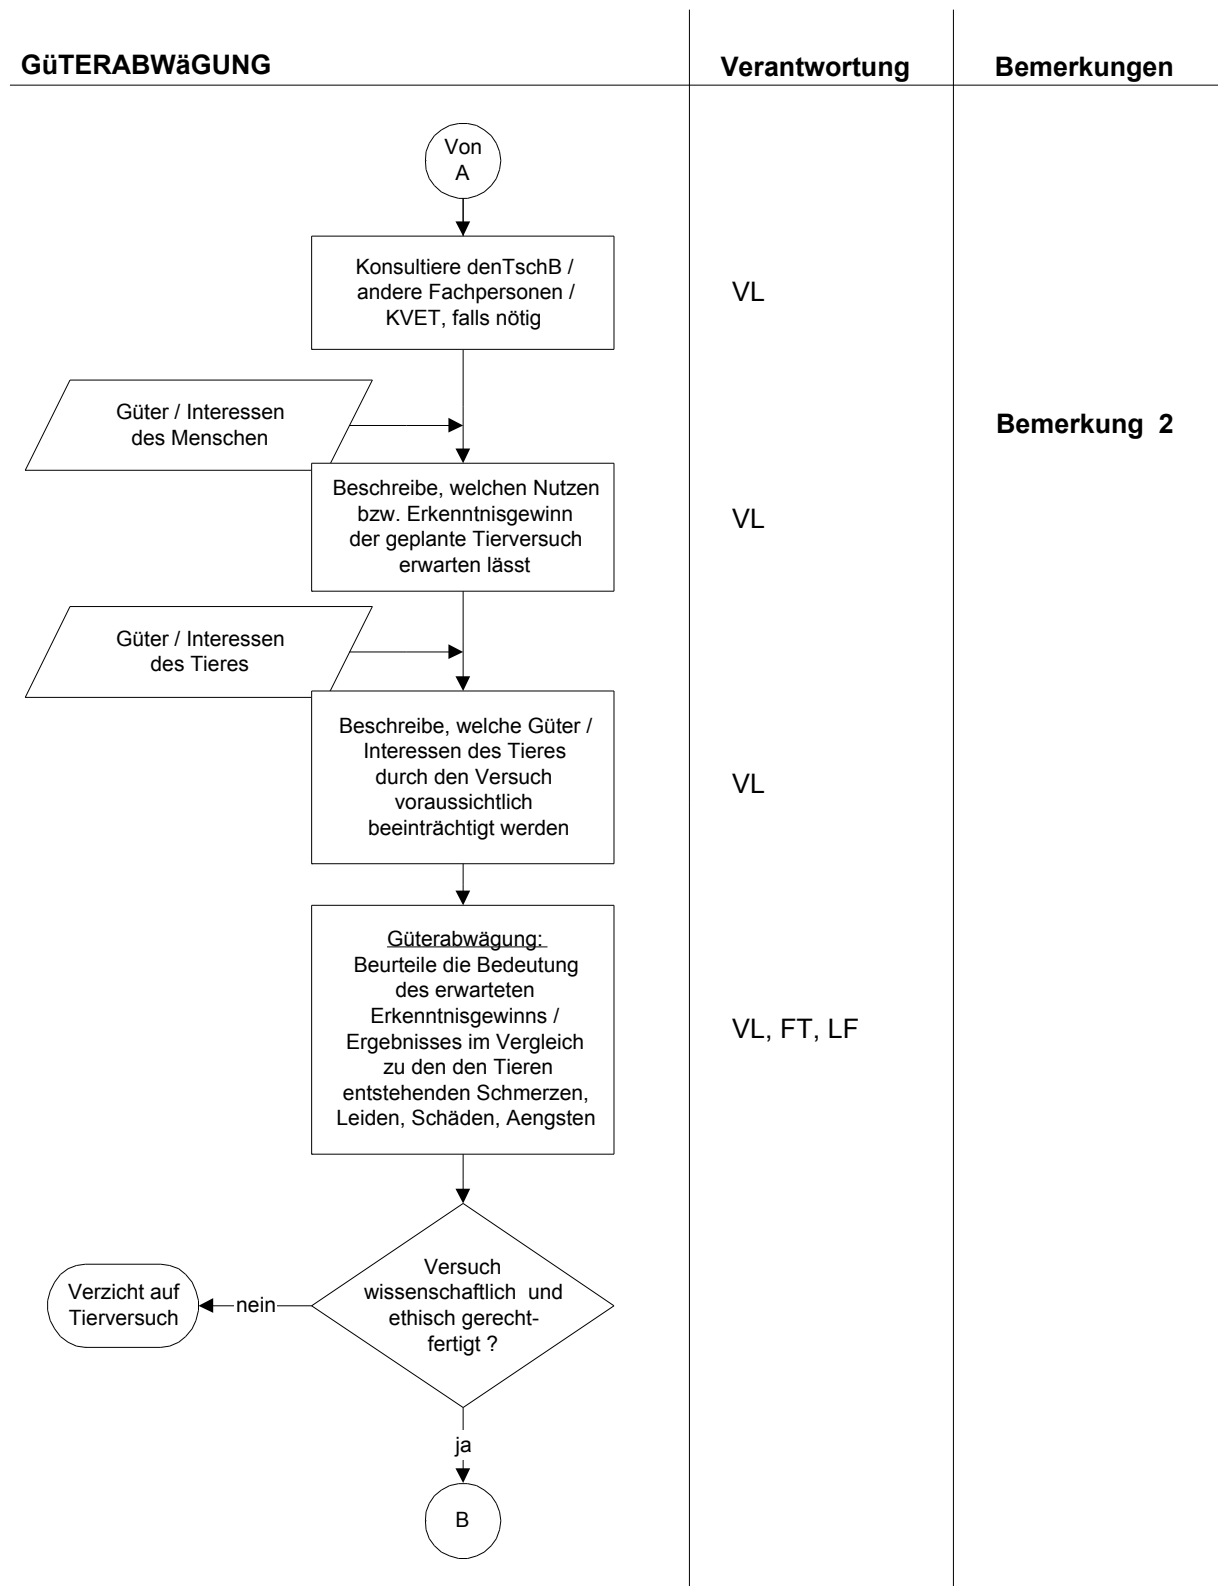 GüTERABWäGUNG
Verantwortung
Bemerkungen
Von
A
Konsultiere denTschB /
andere Fachpersonen /
KVET, falls nötig
VL
Güter / Interessen
des Menschen
Bemerkung 2
Beschreibe, welchen Nutzen
bzw. Erkenntnisgewinn
der geplante Tierversuch
erwarten lässt
VL
Güter / Interessen
des Tieres
Beschreibe, welche Güter /
Interessen des Tieres
durch den Versuch
voraussichtlich
beeinträchtigt werden
VL
Güterabwägung:
Beurteile die Bedeutung
des erwarteten
Erkenntnisgewinns /
Ergebnisses im Vergleich
zu den den Tieren
entstehenden Schmerzen,
Leiden, Schäden, Aengsten
VL, FT, LF
Versuch
wissenschaftlich und
ethisch gerecht-
fertigt ?
nein
Verzicht auf
Tierversuch
ja
B